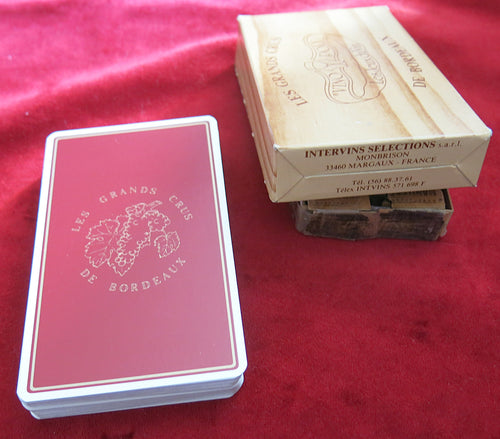 LES GRANDS CRUS
DE BORDEAUX
LES GRANDS CRUS
DE BORDEAUX
INTERVINS SELECTIONS s.a.r.l.
MONBRISON
33460 MARGAUX - FRANCE
Tél. (56) 88.37.61
Télex INTVINS 571 698 F